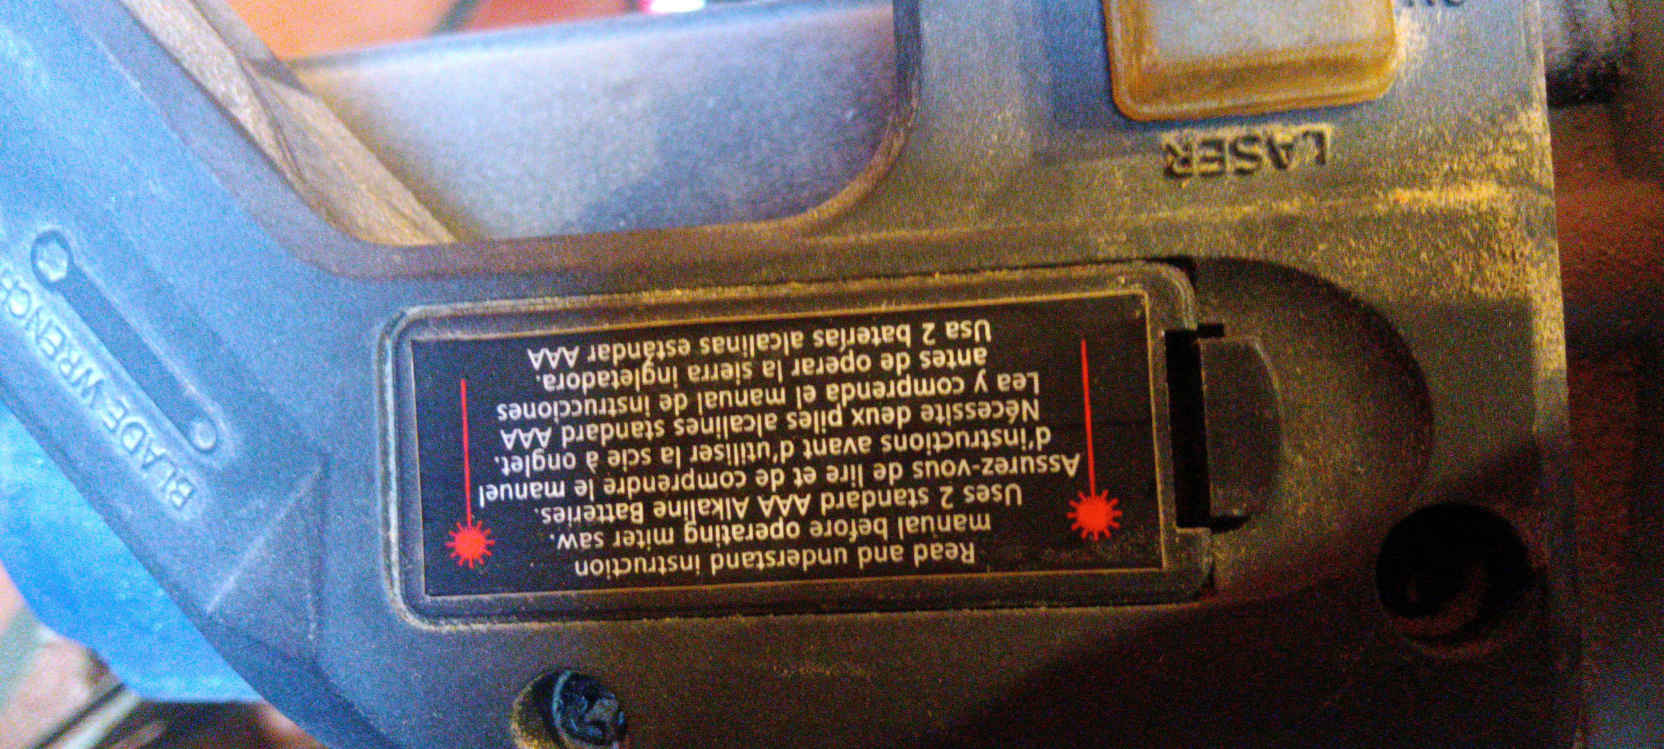 Read and understand instruction
manual before operating miter saw.
Uses 2 standard AAA Alkaline Batteries.
Assurez-vous de lire et de comprendre le manuel
d'instructions avant d'utiliser la scie à onglet.
Nécessite deux piles alcalines standard AAA
Lea y comprenda el manual de instrucciones
antes de operar la sierra ingletadora.
Usa 2 baterías alcalinas estándar AAA
LASER
BLADE WRENCH